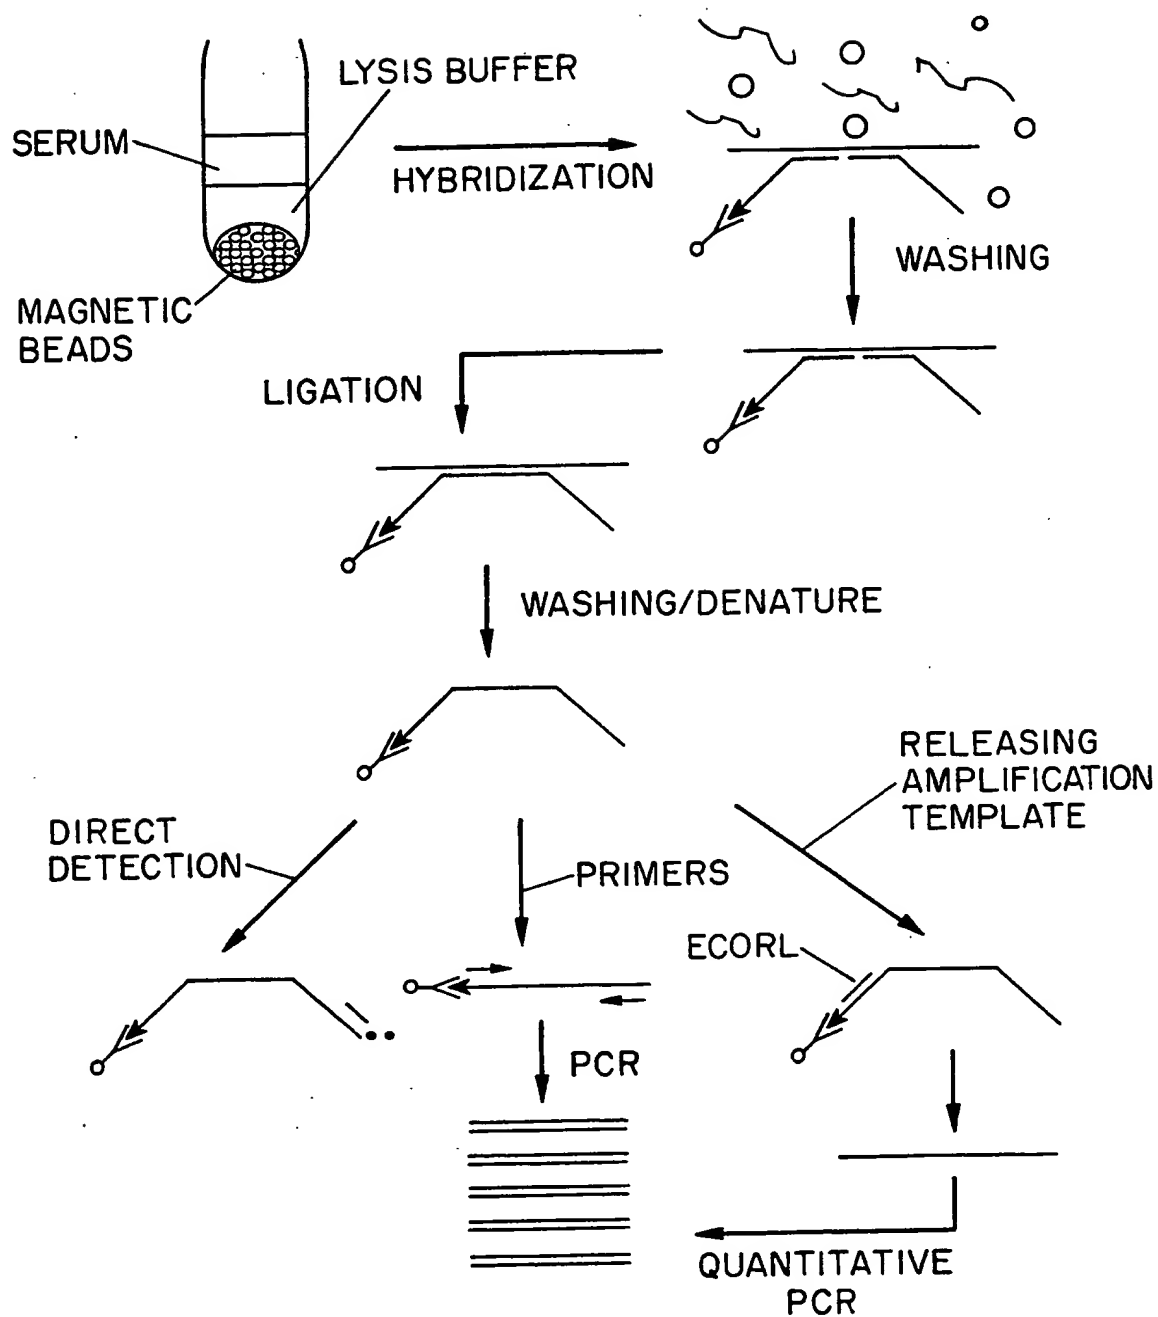 LYSIS BUFFER
SERUM
HYBRIDIZATION
MAGNETIC
BEADS
WASHING
LIGATION
WASHING/DENATURE
RELEASING
AMPLIFICATION
TEMPLATE
DIRECT
DETECTION
PRIMERS
ECORL
PCR
QUANTITATIVE
PCR